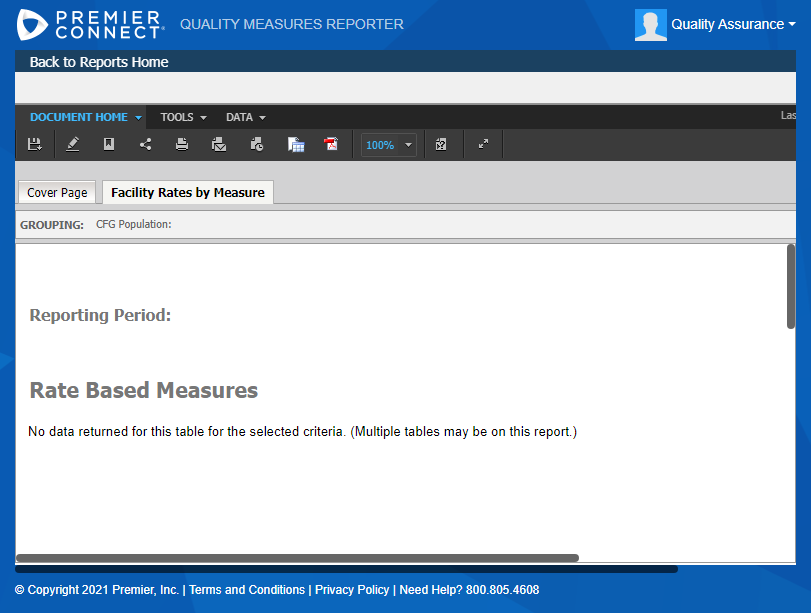 PREMIER
CONNECT®
QUALITY MEASURES REPORTER
Quality Assurance
Back to Reports Home
DOCUMENT HOME TOOLS DATA Las
100%
Cover Page Facility Rates by Measure
GROUPING: CFG Population:
Reporting Period:
Rate Based Measures
No data returned for this table for the selected criteria. (Multiple tables may be on this report.)
© Copyright 2021 Premier, Inc. | Terms and Conditions | Privacy Policy | Need Help? 800.805.4608